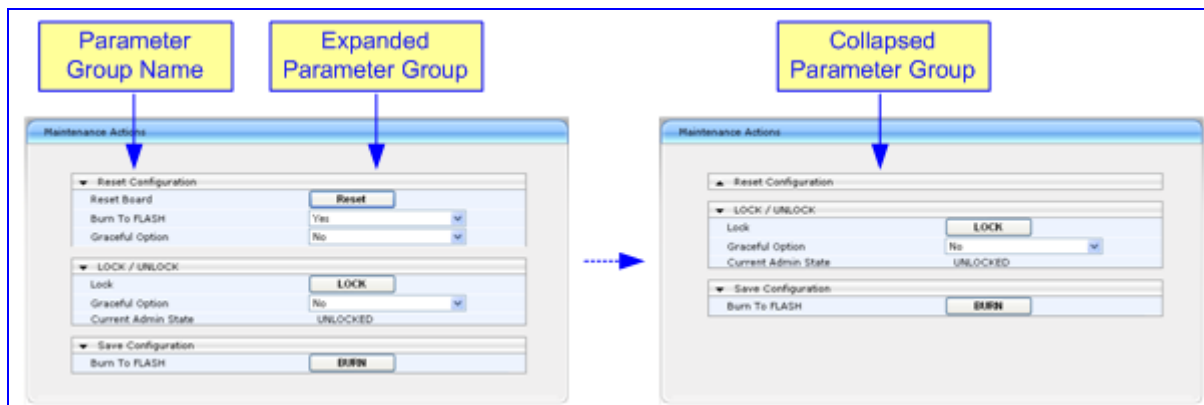 Parameter
Group Name
Expanded
Parameter Group
Collapsed
Parameter Group
Maintenance Actions
Reset Configuration
Reset Board
Reset
Burn To FLASH
Yes
Graceful Option
No
LOCK / UNLOCK
Lock
LOCK
Graceful Option
No
Current Admin State
UNLOCKED
Save Configuration
Burn To FLASH
BURN
Maintenance Actions
Reset Configuration
LOCK / UNLOCK
Lock
LOCK
Graceful Option
No
Current Admin State
UNLOCKED
Save Configuration
Burn To FLASH
BURN